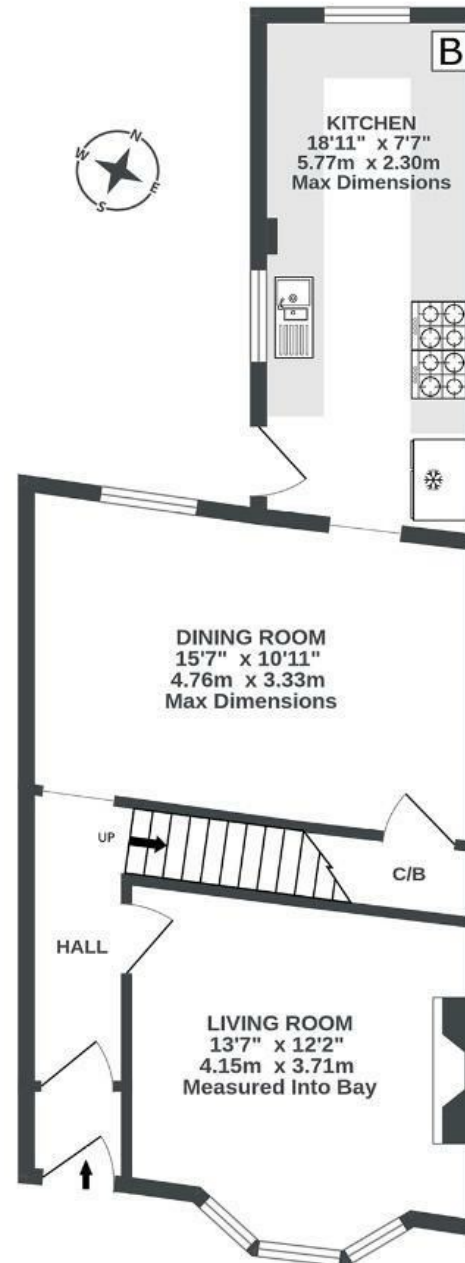 B
KITCHEN
18'11" x 7'7"
5.77m x 2.30m
Max Dimensions
N
W
E
S
DINING ROOM
15'7" x 10'11"
4.76m x 3.33m
Max Dimensions
UP
C/B
HALL
LIVING ROOM
13'7" x 12'2"
4.15m x 3.71m
Measured Into Bay